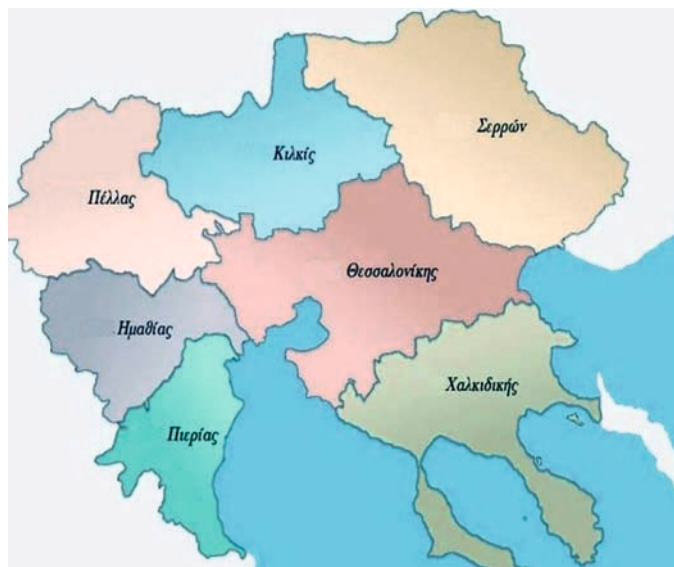 Σερρών
Κιλκίς
Πέλλας
Θεσσαλονίκης
Ημαθίας
Χαλκιδικής
Πιερίας